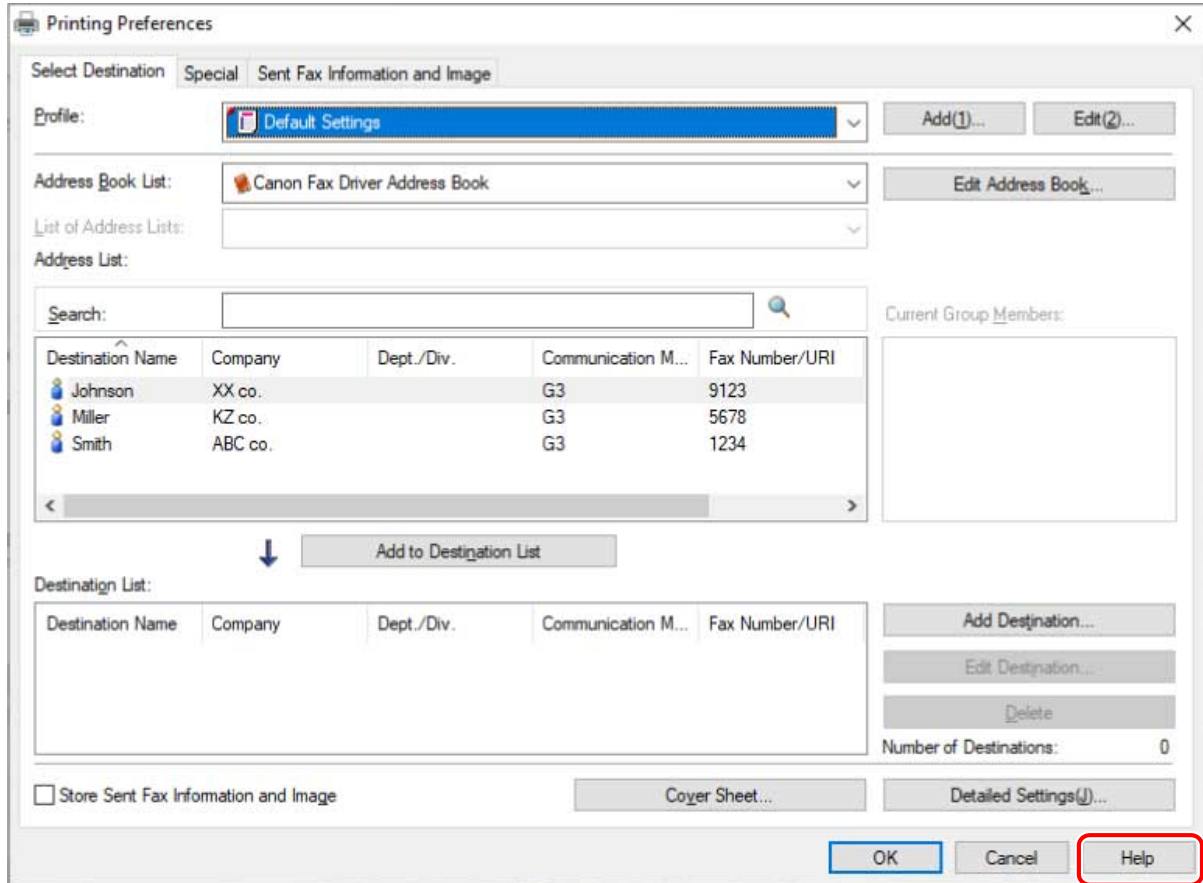 Printing Preferences
Select Destination Special Sent Fax Information and Image
Profile: Default Settings Add(1)... Edit(2)...
Address Book List: Canon Fax Driver Address Book Edit Address Book...
List of Address Lists:
Address List:
Search: Current Group Members:
Destination Name Company Dept./Div. Communication M... Fax Number/URI
Johnson XX co. G3 9123
Miller KZ co. G3 5678
Smith ABC co. G3 1234
Add to Destination List
Destination List:
Destination Name Company Dept./Div. Communication M... Fax Number/URI
Add Destination...
Edit Destination...
Delete
Number of Destinations: 0
Store Sent Fax Information and Image Cover Sheet... Detailed Settings(J)...
OK Cancel Help